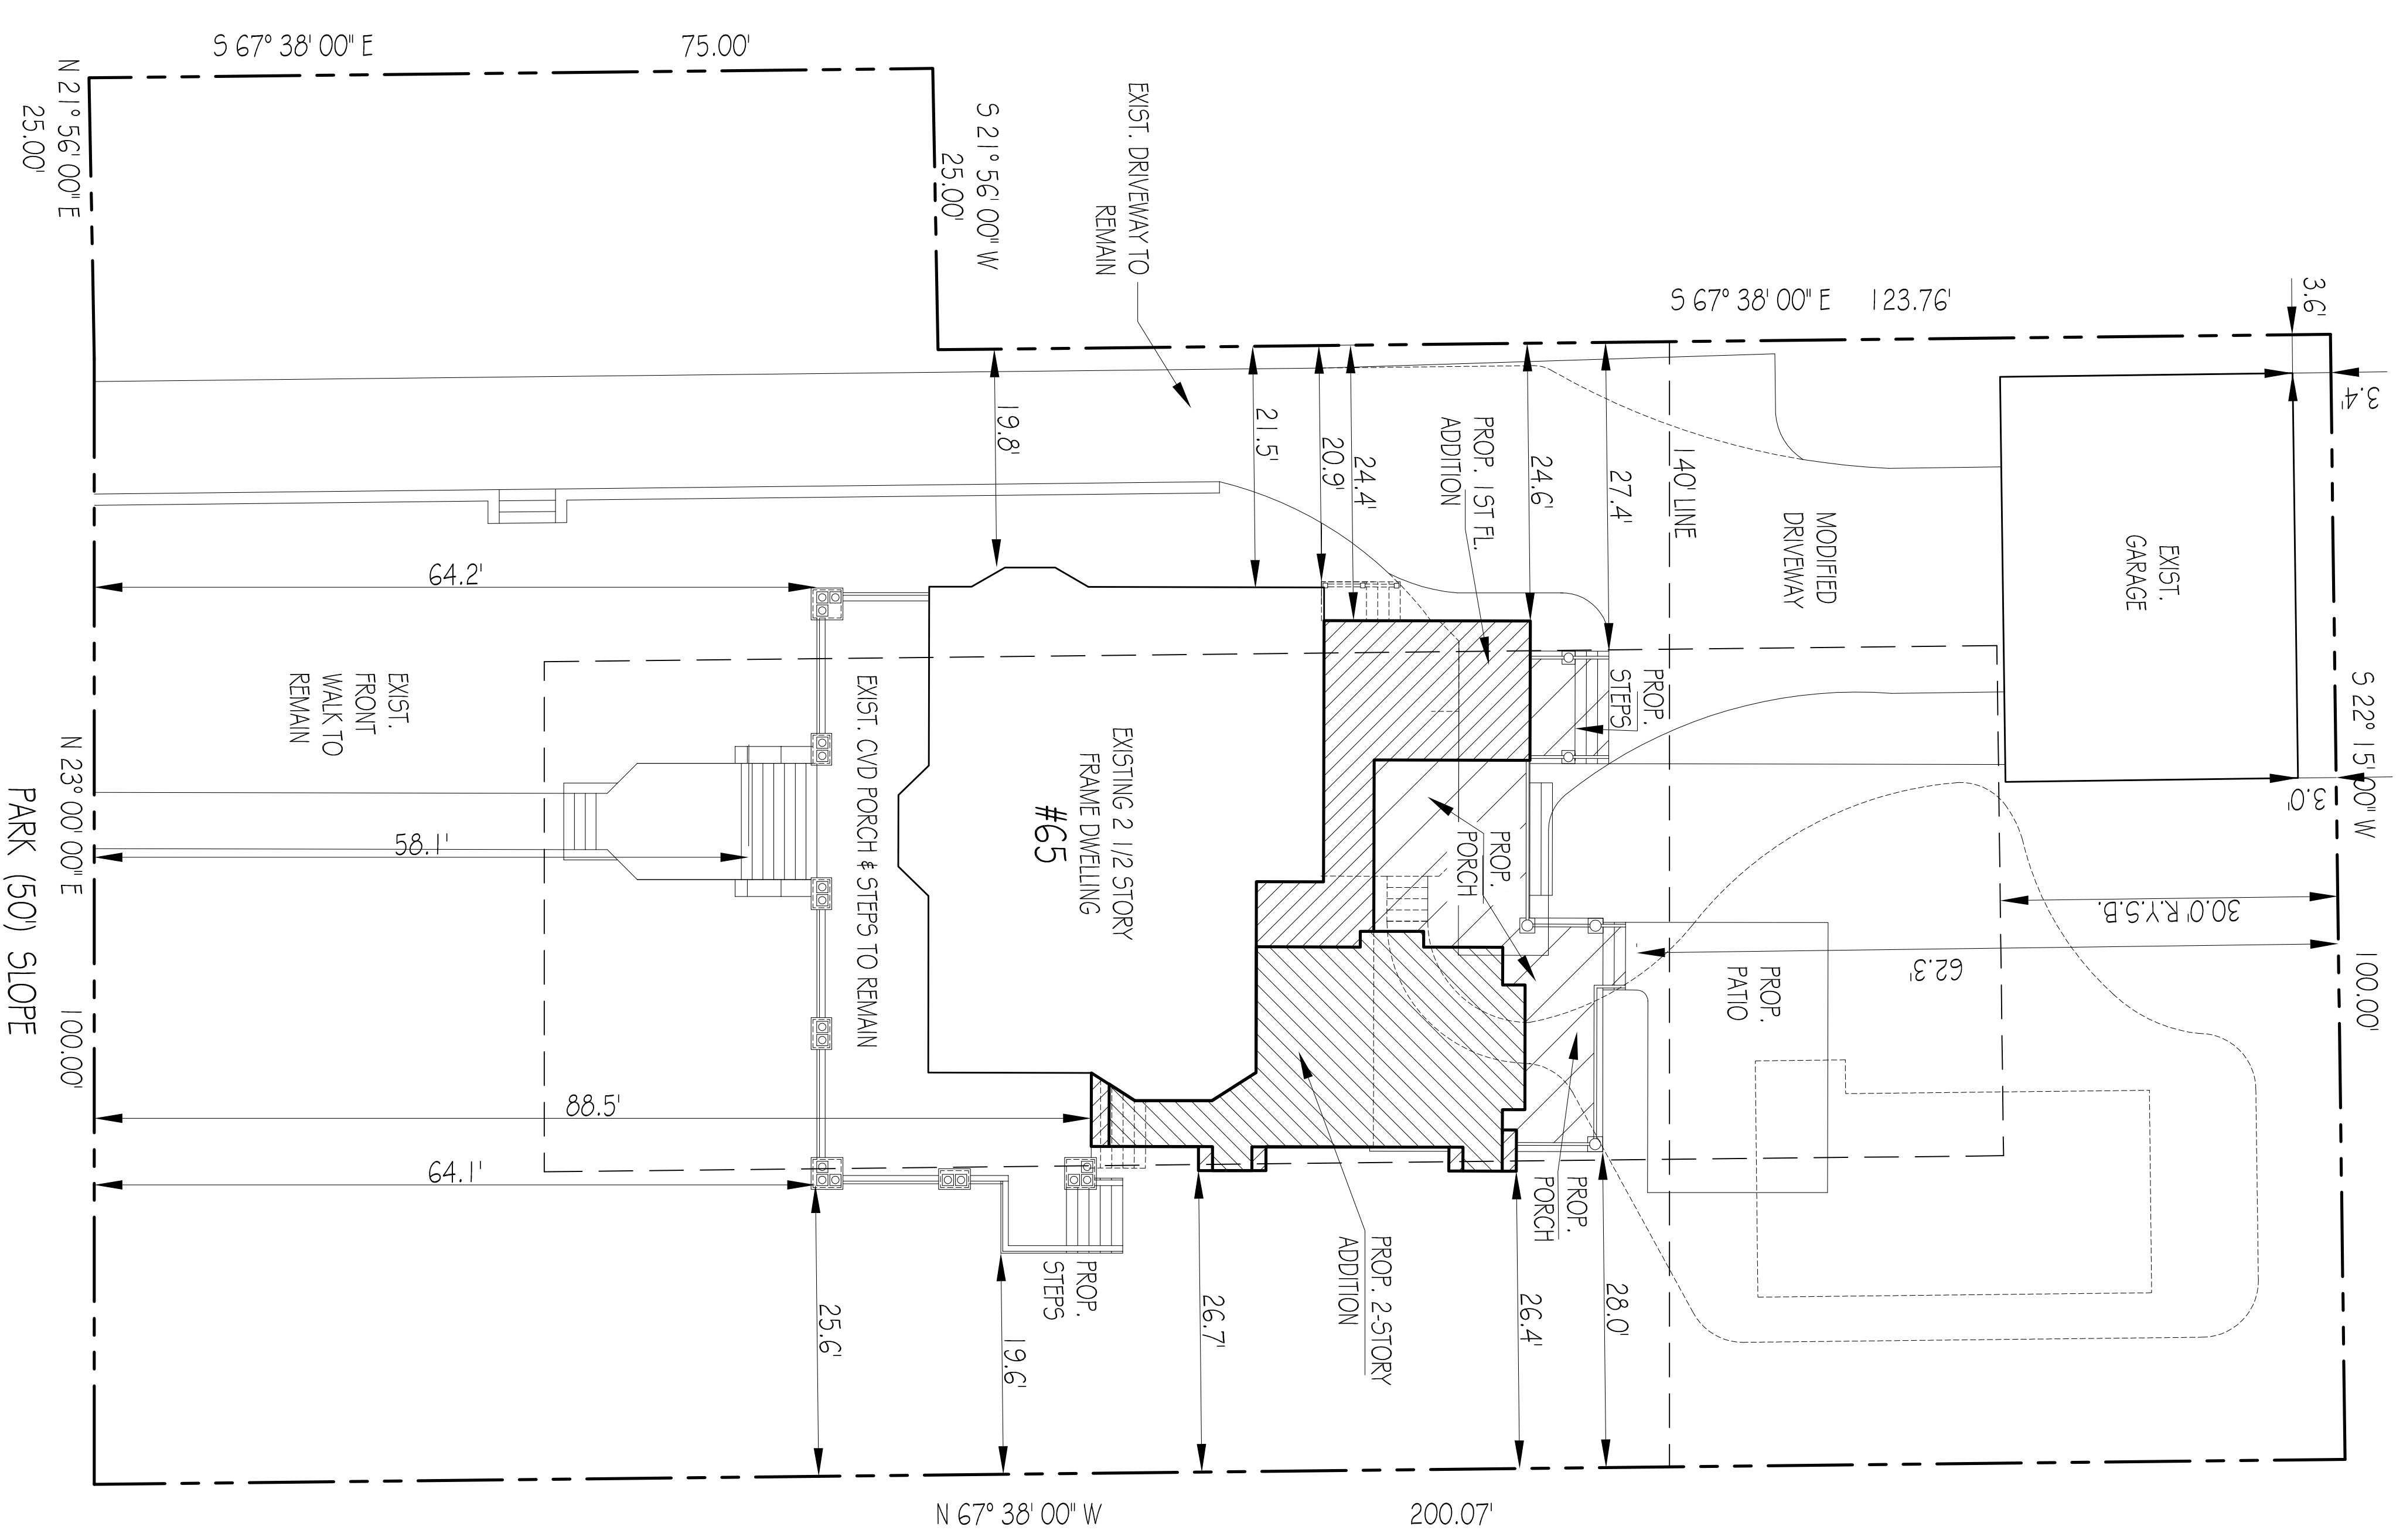 S 67° 38' 00" E
75.00'
N 21° 56' 00" E
25.00'
S 21° 56' 00" W
25.00'
EXIST. DRIVEWAY TO
REMAIN
S 67° 38' 00" E
123.76'
3.6'
3.4'
19.8'
21.5'
20.9'
24.4'
PROP. 1ST FL.
ADDITION
24.6'
27.4'
140' LINE
MODIFIED
DRIVEWAY
EXIST.
GARAGE
S 22° 15' 00" W
100.00'
3.0'
64.2'
EXIST.
FRONT
WALK TO
REMAIN
58.1'
EXIST. CVD PORCH & STEPS TO REMAIN
EXISTING 2 1/2 STORY
FRAME DWELLING
#65
PROP.
STEPS
PROP.
PORCH
30.0' R.Y.S.B.
62.3'
PROP.
PATIO
N 23° 00' 00" E
100.00'
PARK (50') SLOPE
88.5'
64.1'
PROP.
PORCH
PROP.
STEPS
PROP. 2-STORY
ADDITION
25.6'
19.6'
26.7'
26.4'
28.0'
N 67° 38' 00" W
200.07'